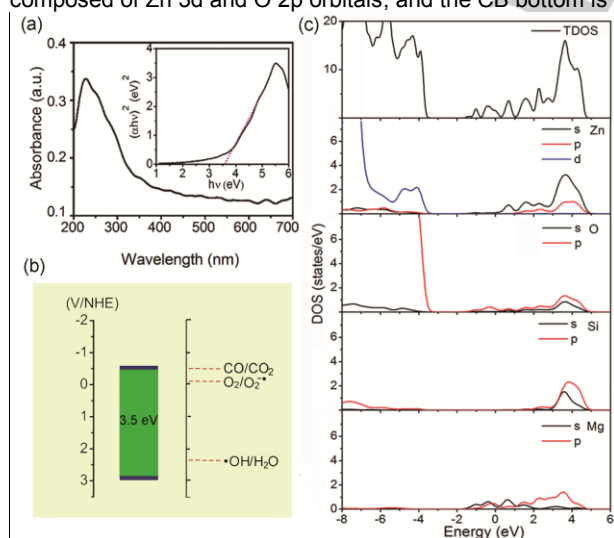 composed of Zn 3d and O 2p orbitals, and the CB bottom is
(a)
Absorbance (a.u.)
0.4
0.3
0.2
0.1
200 300 400 500 600 700
Wavelength (nm)
(αhν)² (eV)²
4
3
2
1
0
1 2 3 4 5 6
hν(eV)
(b)
(V/NHE)
-2
-1
0
1
2
3
3.5 eV
CO/CO₂
O₂/O₂⁻•
•OH/H₂O
(c)
DOS (states/eV)
TDOS
20
10
0
s Zn
p
d
6
4
2
s O
p
6
4
2
s Si
p
6
4
2
s Mg
p
6
4
2
0
-8 -6 -4 -2 0 2 4 6
Energy (eV)